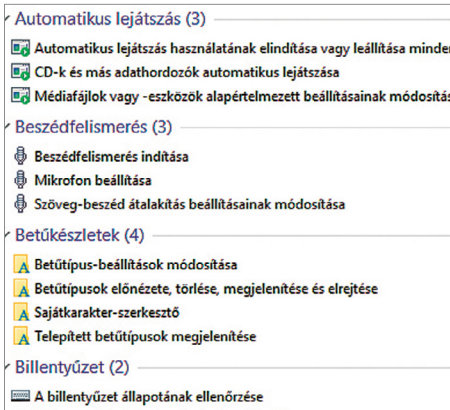 Automatikus lejátszás (3)
Automatikus lejátszás használatának elindítása vagy leállítása minden
CD-k és más adathordozók automatikus lejátszása
Médiafájlok vagy -eszközök alapértelmezett beállításainak módosítás
Beszédfelismerés (3)
Beszédfelismerés indítása
Mikrofon beállítása
Szöveg-beszéd átalakítás beállításainak módosítása
Betűkészletek (4)
Betűtípus-beállítások módosítása
Betűtípusok előnézete, törlése, megjelenítése és elrejtése
Sajátkarakter-szerkesztő
Telepített betűtípusok megjelenítése
Billentyűzet (2)
A billentyűzet állapotának ellenőrzése